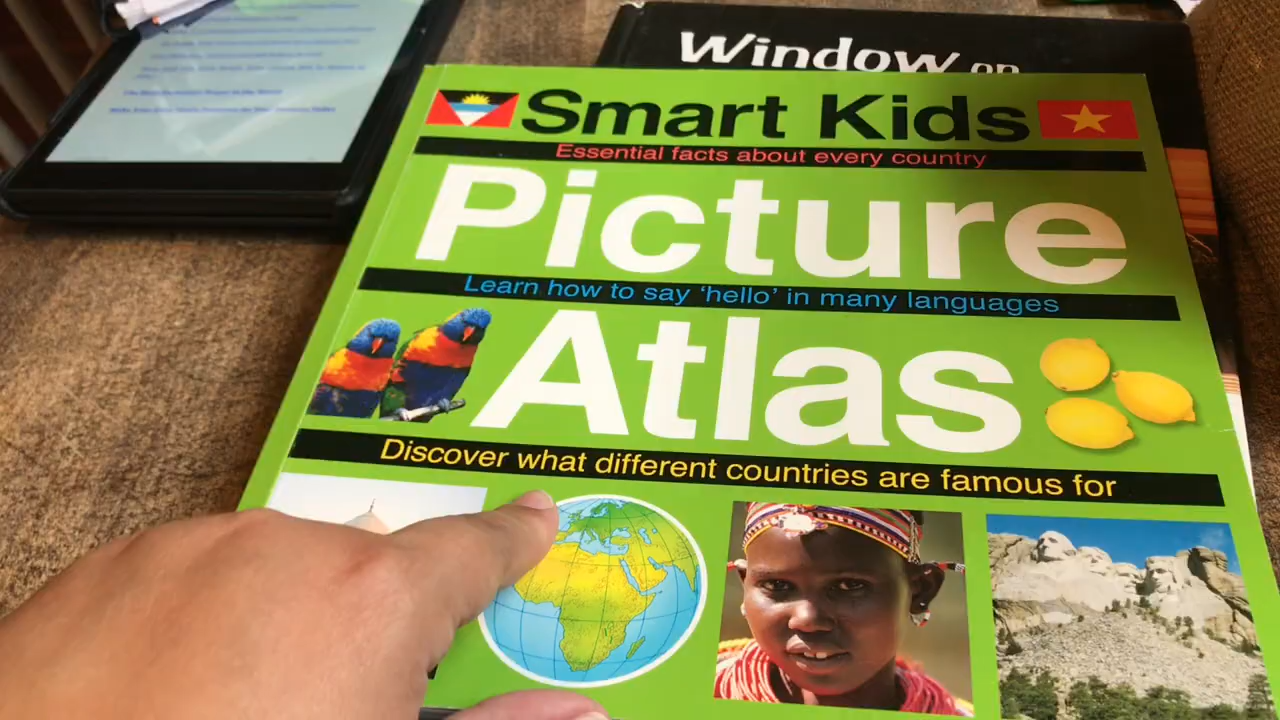 Window on
Smart Kids
Essential facts about every country
Picture
Learn how to say ‘hello’ in many languages
Atlas
Discover what different countries are famous for